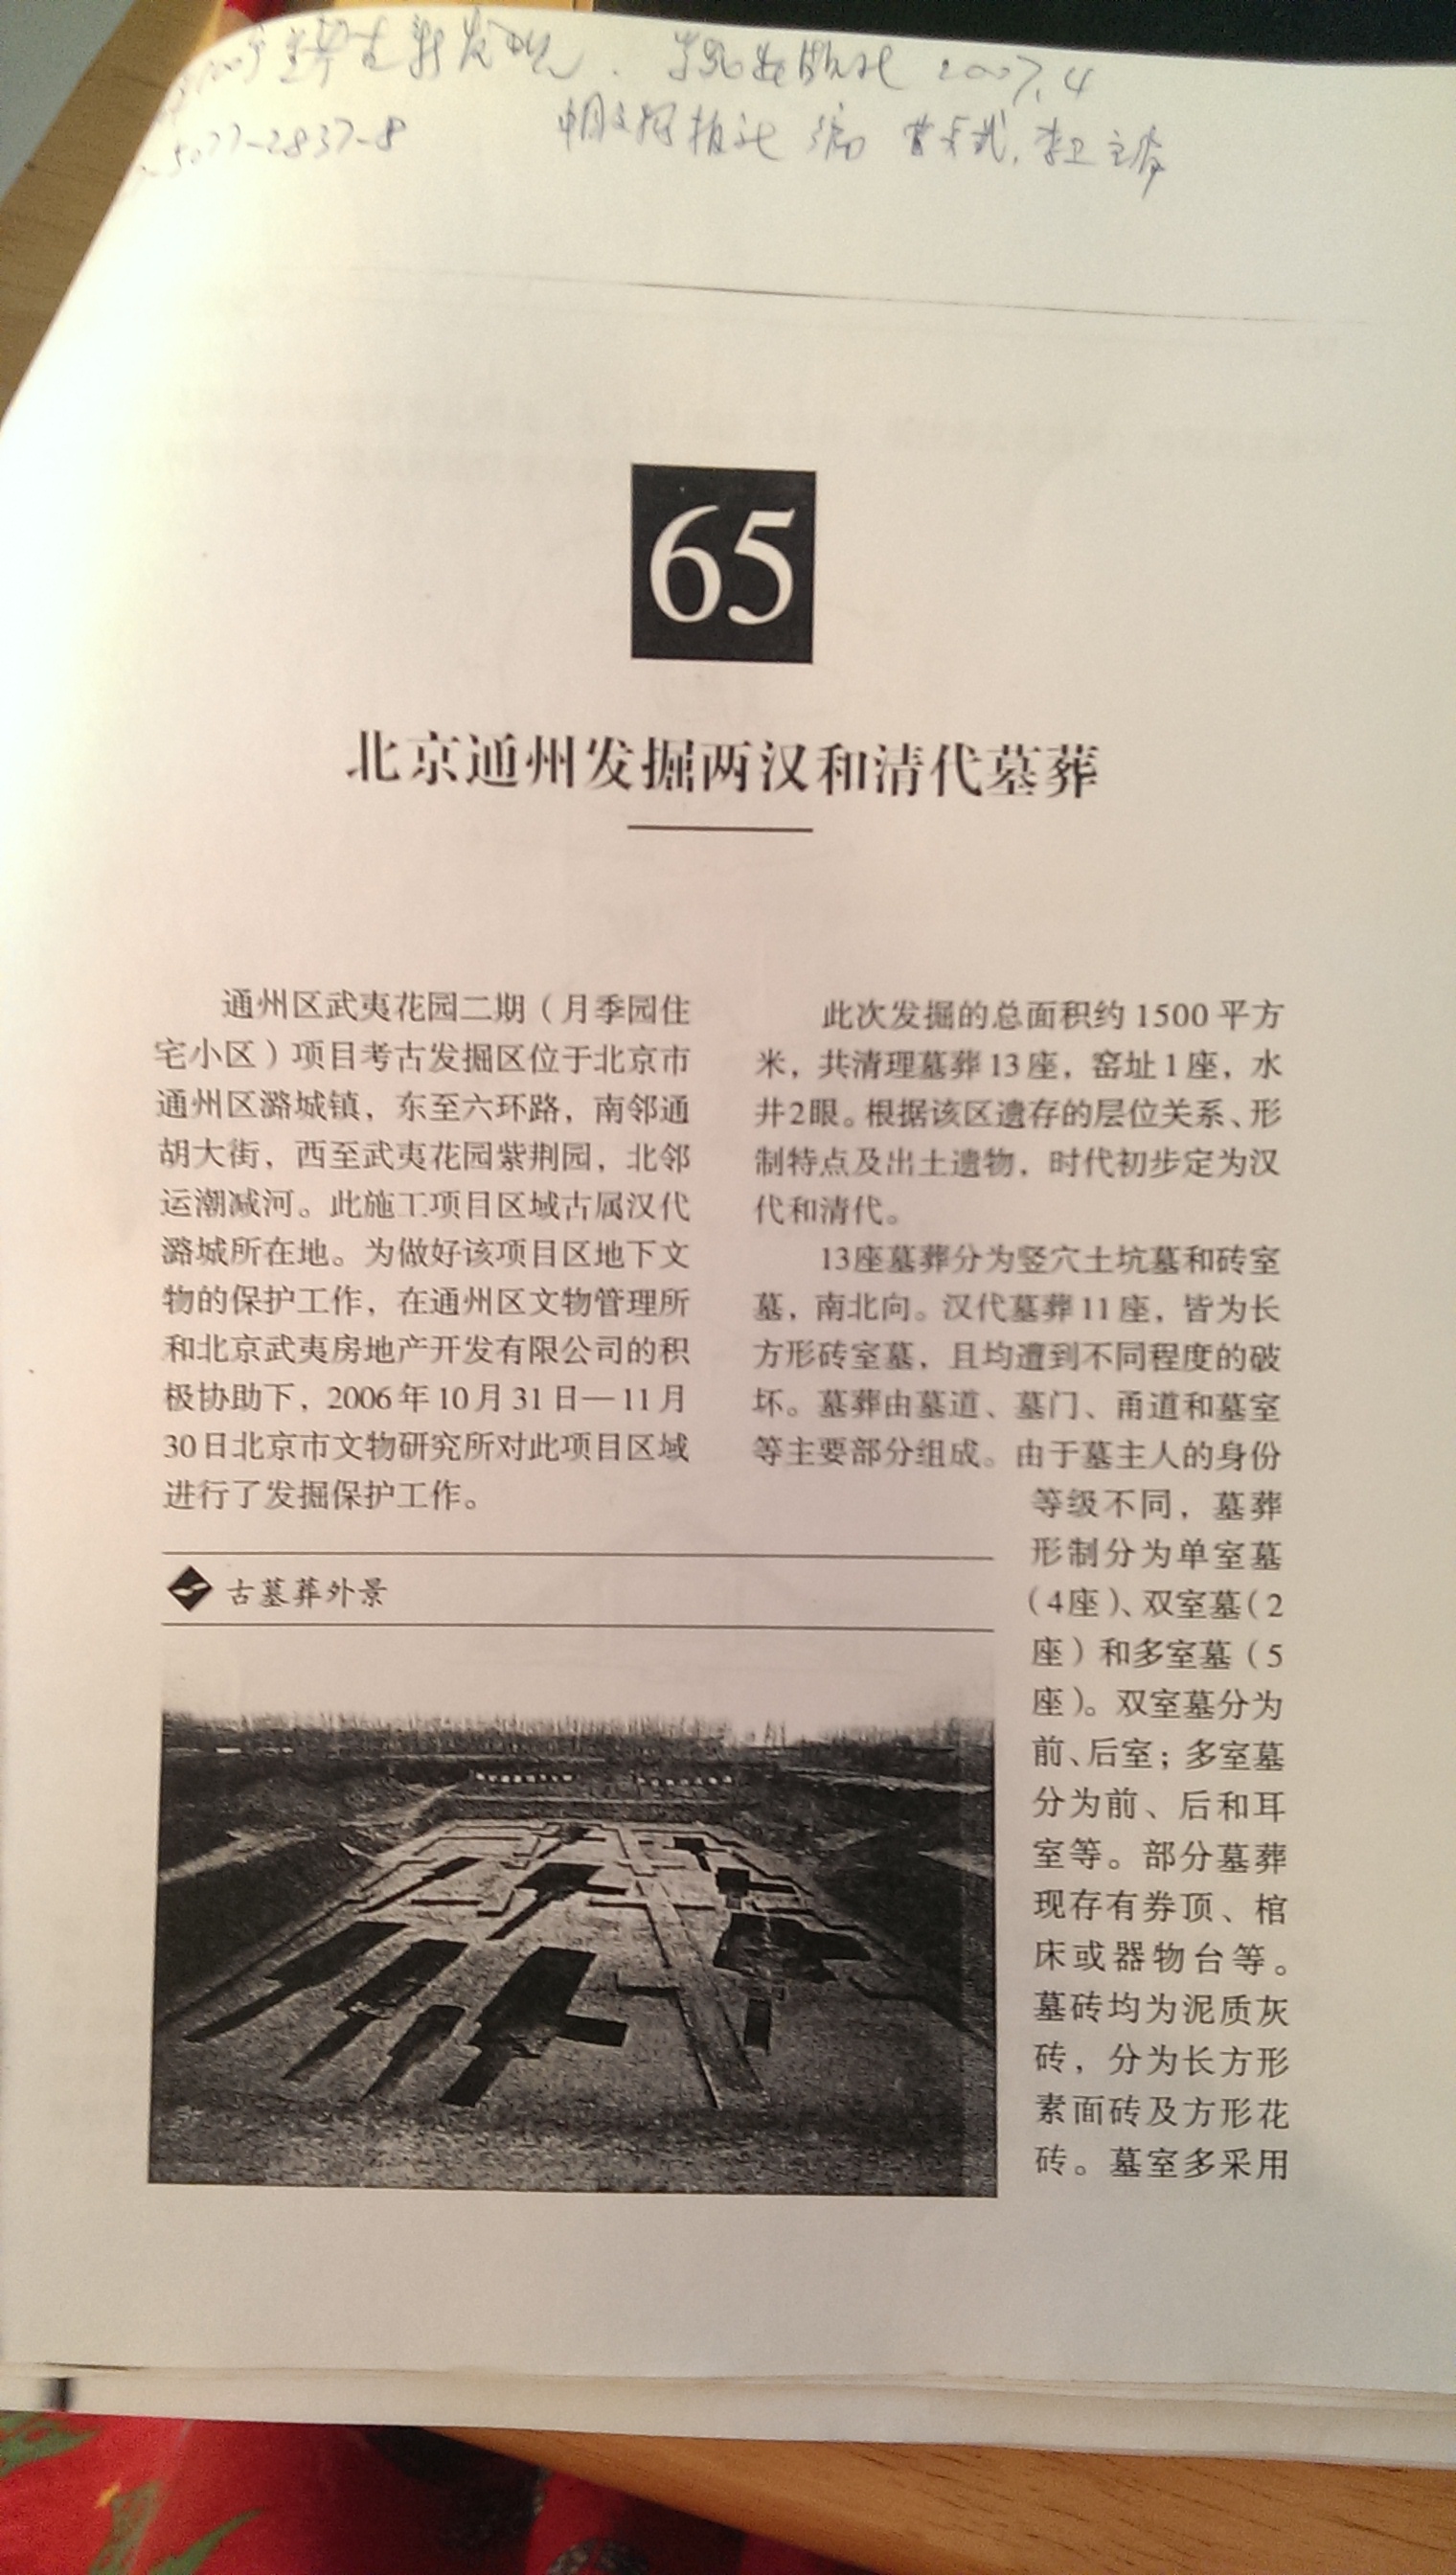 考古新发现. 学苑出版社 2007.4
5077-2837-8
中国文物报社 编 曹兵武, 李卫 主编
65
北京通州发掘两汉和清代墓葬
通州区武夷花园二期（月季园住
宅小区）项目考古发掘区位于北京市
通州区潞城镇，东至六环路，南邻通
胡大街，西至武夷花园紫荆园，北邻
运潮减河。此施工项目区域古属汉代
潞城所在地。为做好该项目区地下文
物的保护工作，在通州区文物管理所
和北京武夷房地产开发有限公司的积
极协助下，2006年10月31日—11月
30日北京市文物研究所对此项目区域
进行了发掘保护工作。
古墓葬外景
此次发掘的总面积约1500平方
米，共清理墓葬13座，窑址1座，水
井2眼。根据该区遗存的层位关系、形
制特点及出土遗物，时代初步定为汉
代和清代。
13座墓葬分为竖穴土坑墓和砖室
墓，南北向。汉代墓葬11座，皆为长
方形砖室墓，且均遭到不同程度的破
坏。墓葬由墓道、墓门、甬道和墓室
等主要部分组成。由于墓主人的身份
等级不同，墓葬
形制分为单室墓
（4座）、双室墓（2
座）和多室墓（5
座）。双室墓分为
前、后室；多室墓
分为前、后和耳
室等。部分墓葬
现存有券顶、棺
床或器物台等。
墓砖均为泥质灰
砖，分为长方形
素面砖及方形花
砖。墓室多采用